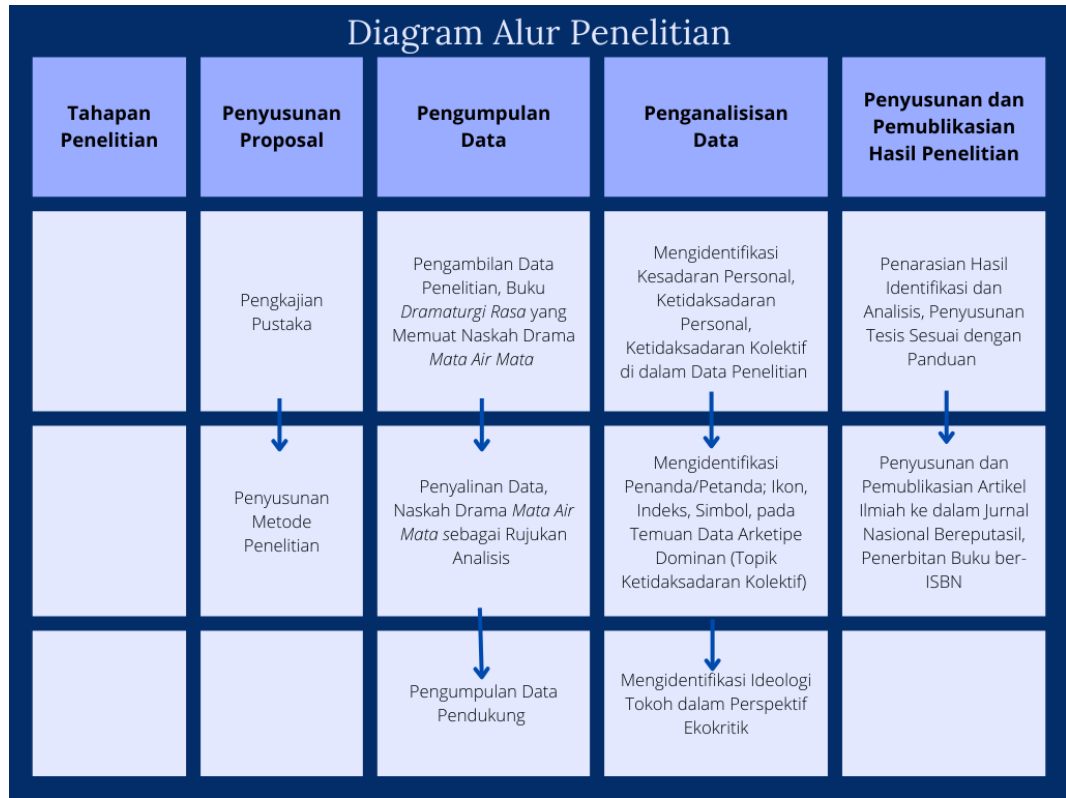 Diagram Alur Penelitian
Tahapan
Penelitian
Penyusunan
Proposal
Pengumpulan
Data
Penganalisisan
Data
Penyusunan dan
Pemublikasian
Hasil Penelitian
Pengkajian
Pustaka
Pengambilan Data
Penelitian, Buku
Dramaturgi Rasa yang
Memuat Naskah Drama
Mata Air Mata
Mengidentifikasi
Kesadaran Personal,
Ketidaksadaran
Personal,
Ketidaksadaran Kolektif
di dalam Data Penelitian
Penarasian Hasil
Identifikasi dan
Analisis, Penyusunan
Tesis Sesuai dengan
Panduan
Penyusunan
Metode
Penelitian
Penyalinan Data,
Naskah Drama Mata Air
Mata sebagai Rujukan
Analisis
Mengidentifikasi
Penanda/Petanda; Ikon,
Indeks, Simbol, pada
Temuan Data Arketipe
Dominan (Topik
Ketidaksadaran Kolektif)
Penyusunan dan
Pemublikasian Artikel
Ilmiah ke dalam Jurnal
Nasional Bereputasil,
Penerbitan Buku ber-
ISBN
Pengumpulan Data
Pendukung
Mengidentifikasi Ideologi
Tokoh dalam Perspektif
Ekokritik